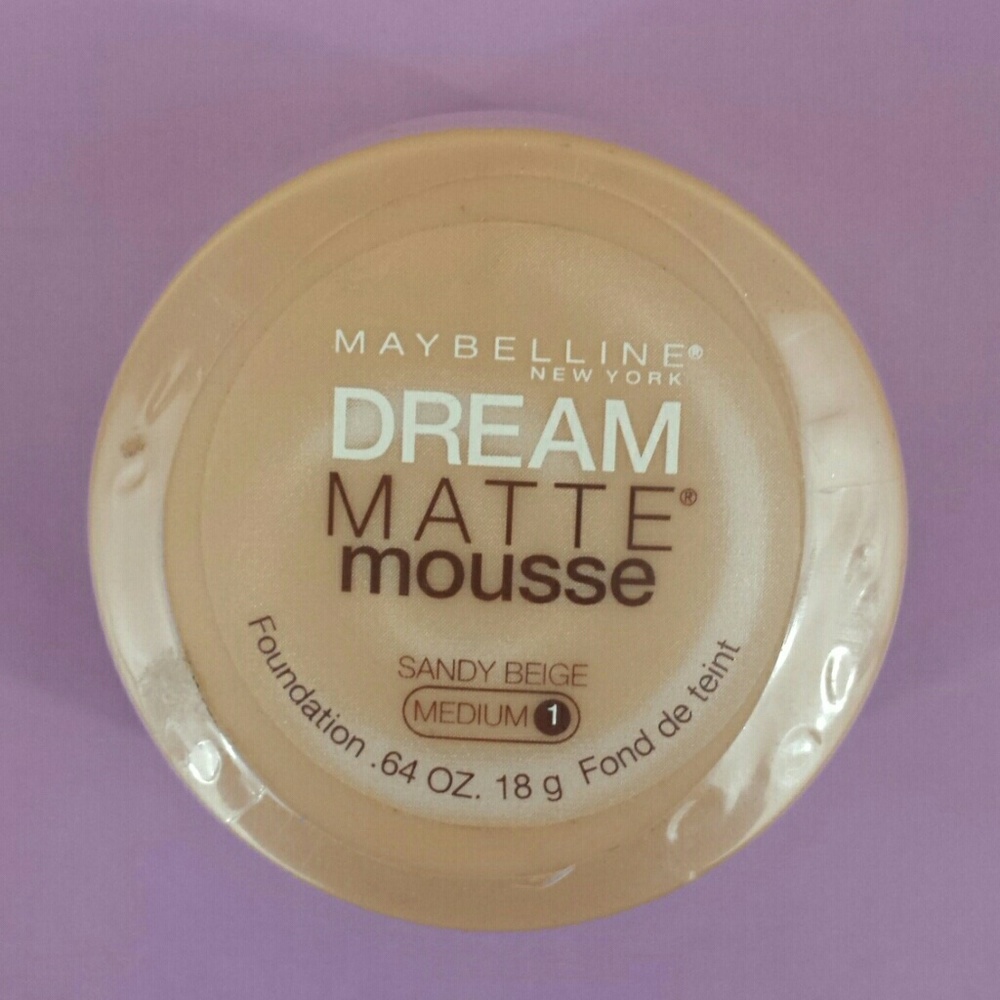 MAYBELLINE®
NEW YORK
DREAM
MATTE®
mousse
SANDY BEIGE
MEDIUM 1
Foundation .64 OZ. 18 g Fond de teint